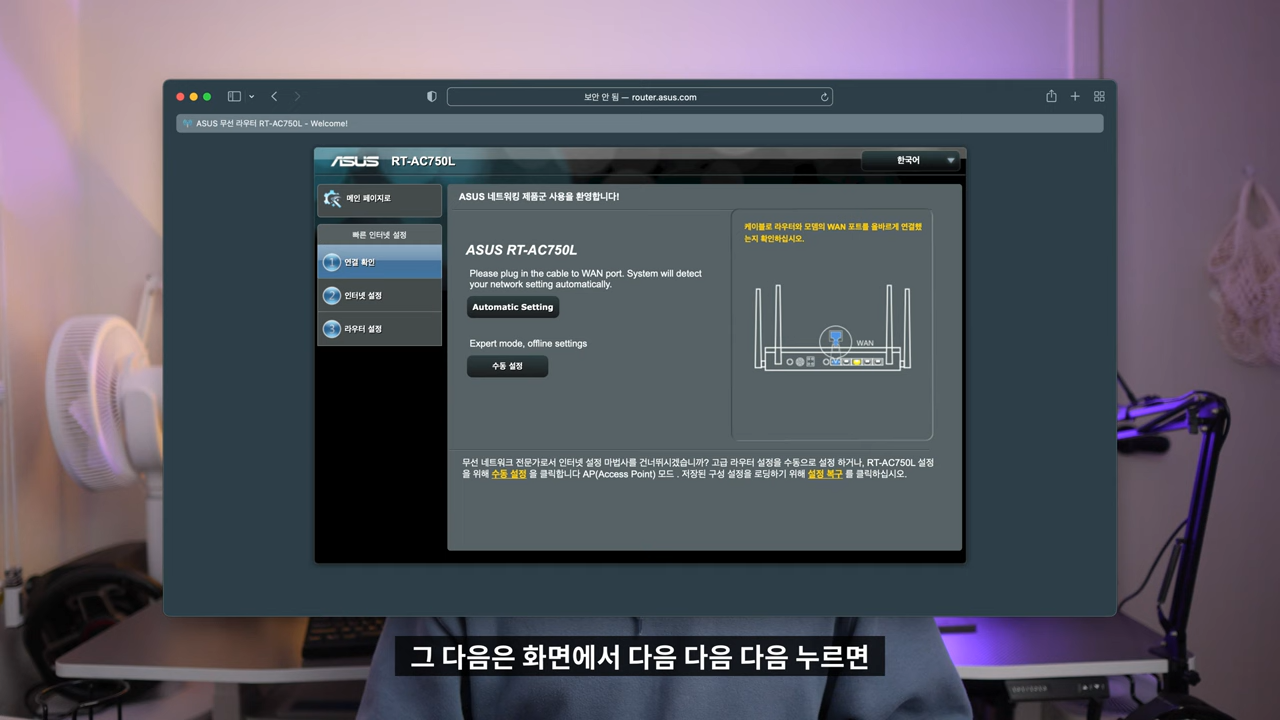 보안 안 됨 — router.asus.com
ASUS 무선 라우터 RT-AC750L - Welcome!
ASUS RT-AC750L
한국어
메인 페이지로
빠른 인터넷 설정
1 연결 확인
2 인터넷 설정
3 라우터 설정
ASUS 네트워킹 제품군 사용을 환영합니다!
ASUS RT-AC750L
Please plug in the cable to WAN port. System will detect
your network setting automatically.
Automatic Setting
Expert mode, offline settings
수동 설정
케이블로 라우터와 모뎀의 WAN 포트를 올바르게 연결했
는지 확인하십시오.
WAN
무선 네트워크 전문가로서 인터넷 설정 마법사를 건너뛰시겠습니까? 고급 라우터 설정을 수동으로 설정 하거나, RT-AC750L 설정
을 위해 수동 설정 을 클릭합니다 AP(Access Point) 모드 . 저장된 구성 설정을 로딩하기 위해 설정 복구 를 클릭하십시오.
그 다음은 화면에서 다음 다음 다음 누르면